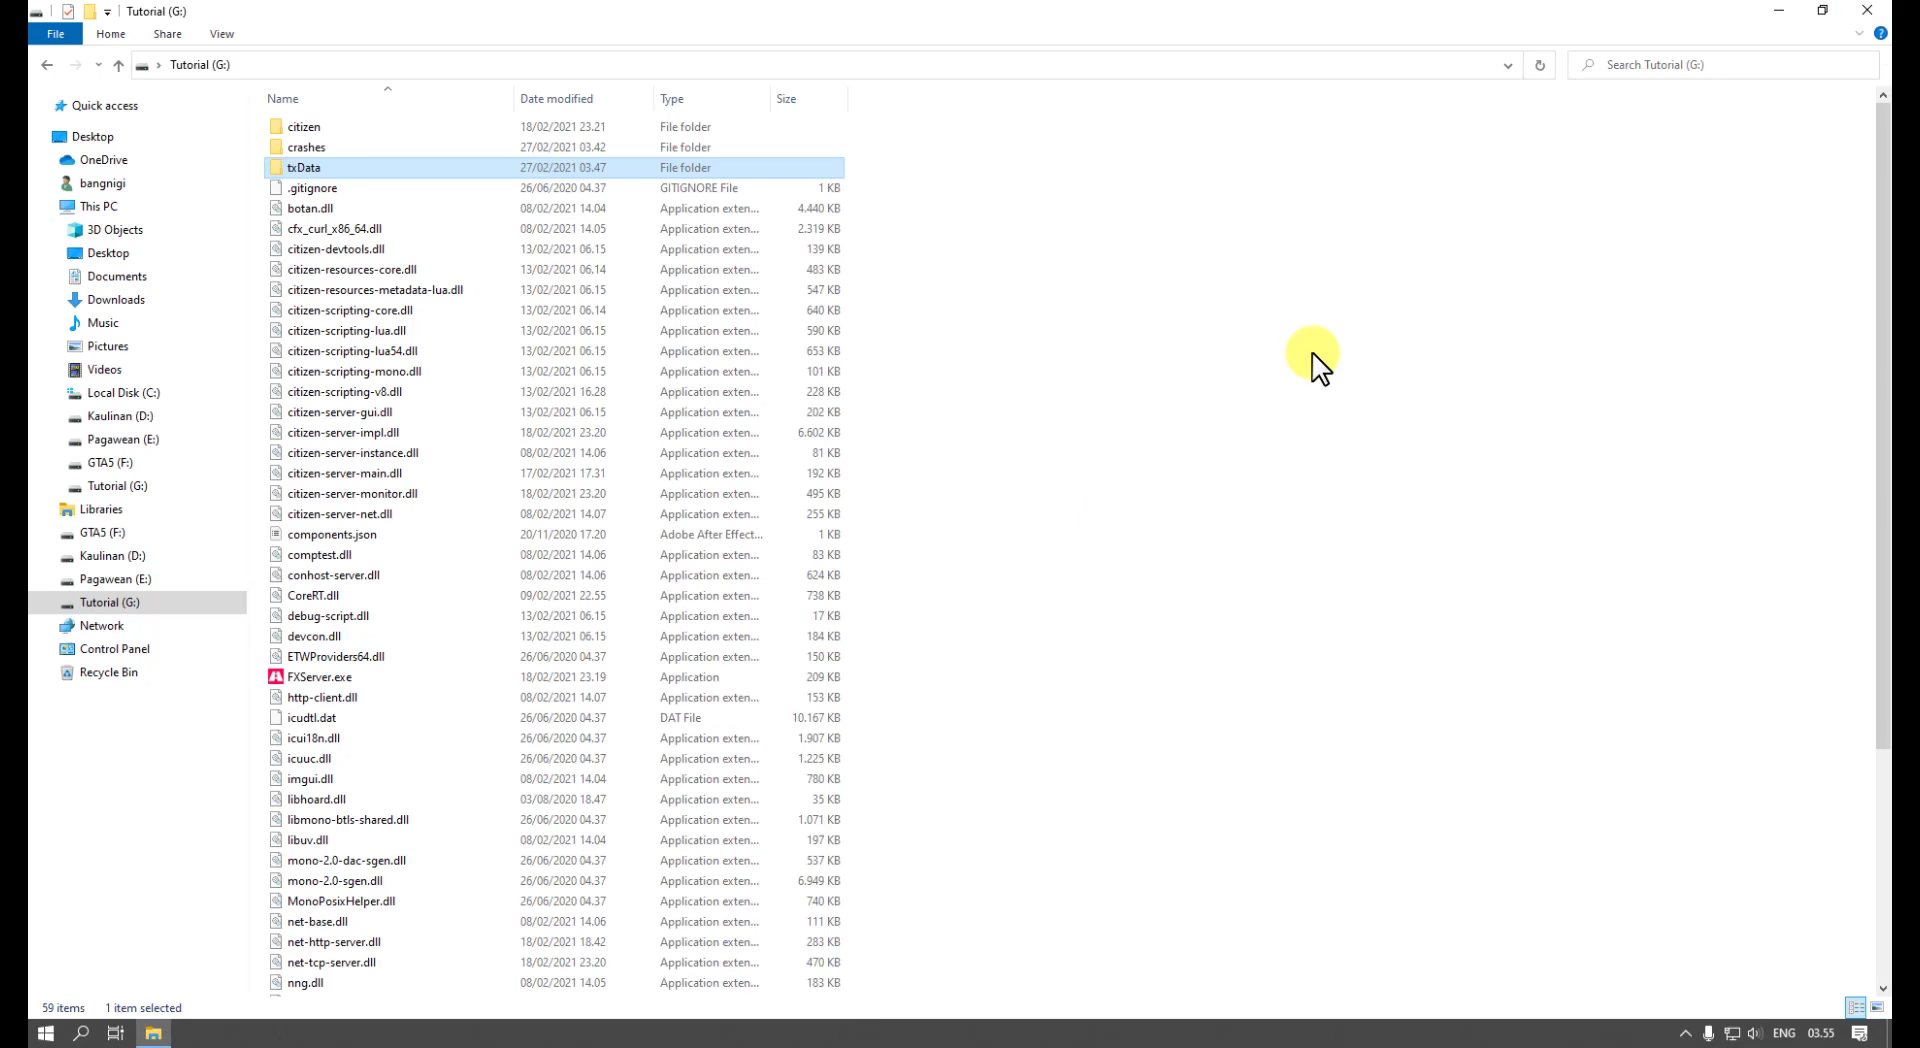 Tutorial (G:)
File Home Share View
Tutorial (G:) Search Tutorial (G:)
Name Date modified Type Size
Quick access
Desktop
OneDrive
bangnigi
This PC
3D Objects
Desktop
Documents
Downloads
Music
Pictures
Videos
Local Disk (C:)
Kaulinan (D:)
Pagawean (E:)
GTA5 (F:)
Tutorial (G:)
Libraries
GTA5 (F:)
Kaulinan (D:)
Pagawean (E:)
Tutorial (G:)
Network
Control Panel
Recycle Bin
citizen 18/02/2021 23.21 File folder
crashes 27/02/2021 03.42 File folder
txData 27/02/2021 03.47 File folder
.gitignore 26/06/2020 04.37 GITIGNORE File 1 KB
botan.dll 08/02/2021 14.04 Application exten... 4.440 KB
cfx_curl_x86_64.dll 08/02/2021 14.05 Application exten... 2.319 KB
citizen-devtools.dll 13/02/2021 06.15 Application exten... 139 KB
citizen-resources-core.dll 13/02/2021 06.14 Application exten... 483 KB
citizen-resources-metadata-lua.dll 13/02/2021 06.15 Application exten... 547 KB
citizen-scripting-core.dll 13/02/2021 06.14 Application exten... 640 KB
citizen-scripting-lua.dll 13/02/2021 06.15 Application exten... 590 KB
citizen-scripting-lua54.dll 13/02/2021 06.15 Application exten... 653 KB
citizen-scripting-mono.dll 13/02/2021 06.15 Application exten... 101 KB
citizen-scripting-v8.dll 13/02/2021 16.28 Application exten... 228 KB
citizen-server-gui.dll 13/02/2021 06.15 Application exten... 202 KB
citizen-server-impl.dll 18/02/2021 23.20 Application exten... 6.602 KB
citizen-server-instance.dll 08/02/2021 14.06 Application exten... 81 KB
citizen-server-main.dll 17/02/2021 17.31 Application exten... 192 KB
citizen-server-monitor.dll 18/02/2021 23.20 Application exten... 495 KB
citizen-server-net.dll 08/02/2021 14.07 Application exten... 255 KB
components.json 20/11/2020 17.20 Adobe After Effect... 1 KB
comptest.dll 08/02/2021 14.06 Application exten... 83 KB
conhost-server.dll 08/02/2021 14.06 Application exten... 624 KB
CoreRT.dll 09/02/2021 22.55 Application exten... 738 KB
debug-script.dll 13/02/2021 06.15 Application exten... 17 KB
devcon.dll 13/02/2021 06.15 Application exten... 184 KB
ETWProviders64.dll 26/06/2020 04.37 Application exten... 150 KB
FXServer.exe 18/02/2021 23.19 Application 209 KB
http-client.dll 08/02/2021 14.07 Application exten... 153 KB
icudtl.dat 26/06/2020 04.37 DAT File 10.167 KB
icui18n.dll 26/06/2020 04.37 Application exten... 1.907 KB
icuuc.dll 26/06/2020 04.37 Application exten... 1.225 KB
imgui.dll 08/02/2021 14.04 Application exten... 780 KB
libhoard.dll 03/08/2020 18.47 Application exten... 35 KB
libmono-btls-shared.dll 26/06/2020 04.37 Application exten... 1.071 KB
libuv.dll 08/02/2021 14.04 Application exten... 197 KB
mono-2.0-dac-sgen.dll 26/06/2020 04.37 Application exten... 537 KB
mono-2.0-sgen.dll 26/06/2020 04.37 Application exten... 6.949 KB
MonoPosixHelper.dll 26/06/2020 04.37 Application exten... 740 KB
net-base.dll 08/02/2021 14.06 Application exten... 111 KB
net-http-server.dll 18/02/2021 18.42 Application exten... 283 KB
net-tcp-server.dll 18/02/2021 23.20 Application exten... 470 KB
nng.dll 08/02/2021 14.05 Application exten... 183 KB
59 items 1 item selected
ENG 03.55